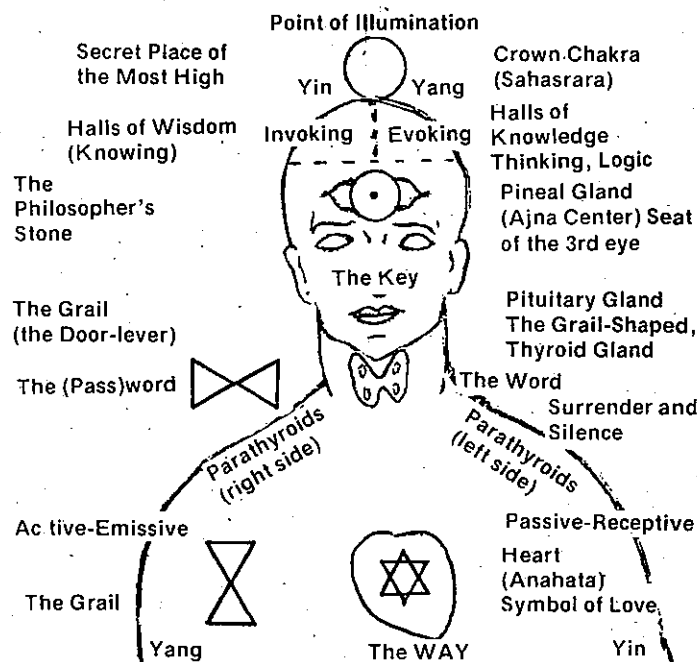 Point of Illumination
Secret Place of
the Most High
Crown Chakra
(Sahasrara)
Yin
Yang
Halls of Wisdom
(Knowing)
Invoking
Evoking
Halls of
Knowledge
Thinking, Logic
The
Philosopher's
Stone
Pineal Gland
(Ajna Center) Seat
of the 3rd eye
The Key
The Grail
(the Door-lever)
Pituitary Gland
The Grail-Shaped,
Thyroid Gland
The (Pass)word
The Word
Surrender and
Silence
Parathyroids
(right side)
Parathyroids
(left side)
Active-Emissive
Passive-Receptive
Heart
(Anahata)
Symbol of Love
The Grail
Yang
The WAY
Yin